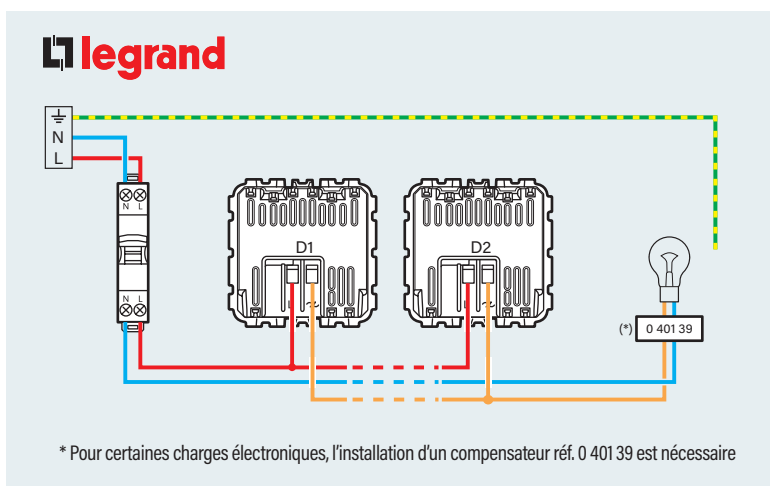 legrand
N
L
N L
D1
D2
N L
L
(*) 0 401 39
* Pour certaines charges électroniques, l'installation d'un compensateur réf. 0 401 39 est nécessaire